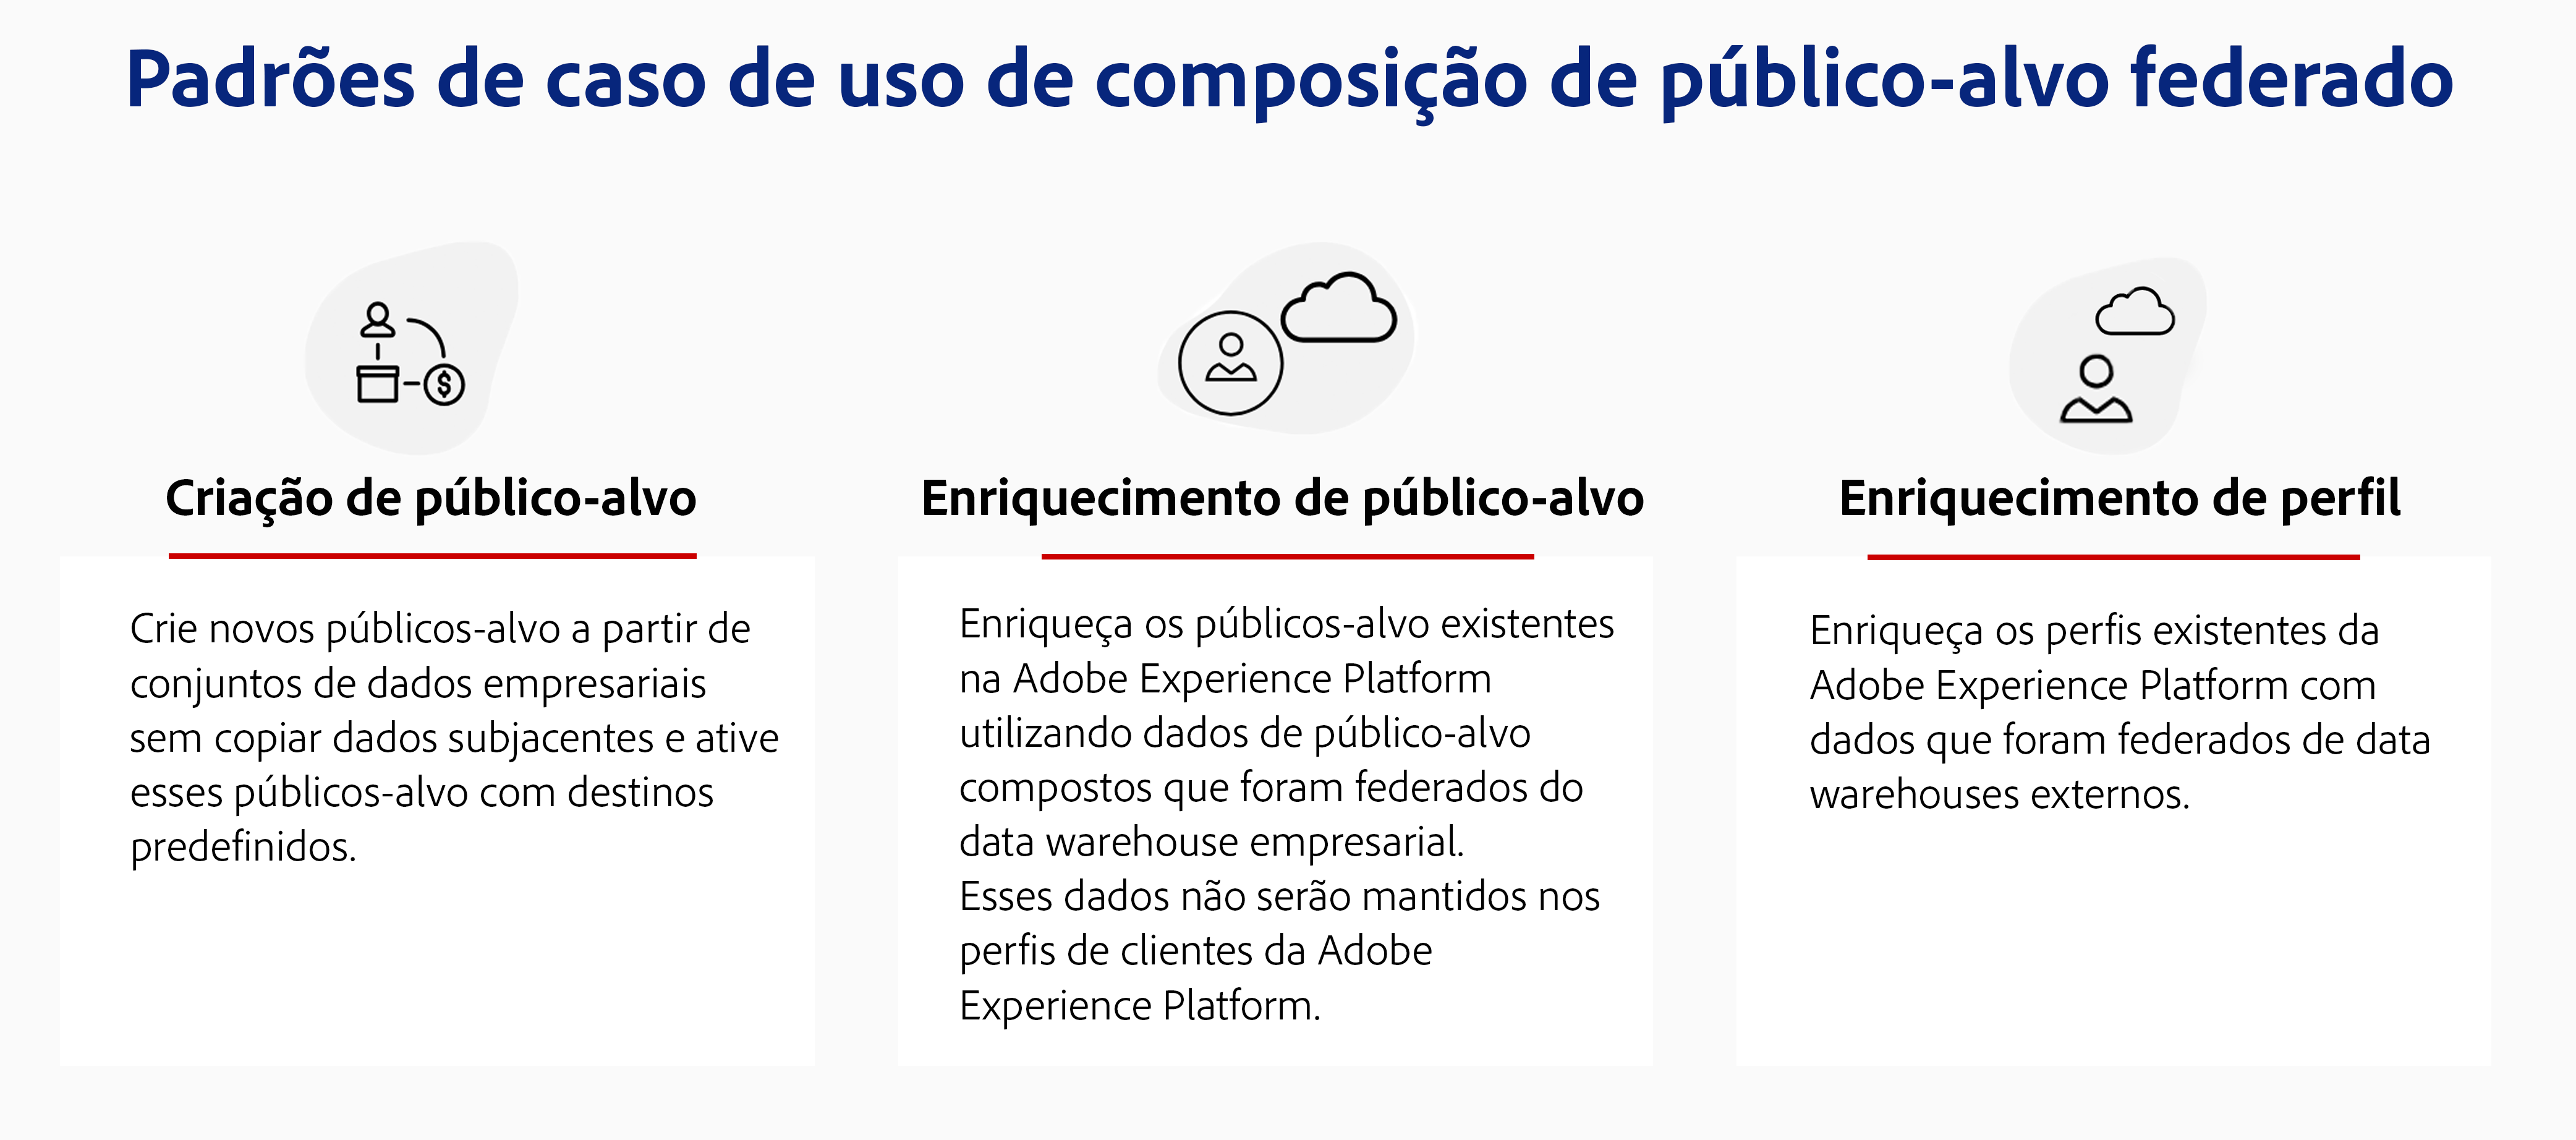 Padrões de caso de uso de composição de público-alvo federado
Criação de público-alvo
Crie novos públicos-alvo a partir de
conjuntos de dados empresariais
sem copiar dados subjacentes e ative
esses públicos-alvo com destinos
predefinidos.
Enriquecimento de público-alvo
Enriqueça os públicos-alvo existentes
na Adobe Experience Platform
utilizando dados de público-alvo
compostos que foram federados do
data warehouse empresarial.
Esses dados não serão mantidos nos
perfis de clientes da Adobe
Experience Platform.
Enriquecimento de perfil
Enriqueça os perfis existentes da
Adobe Experience Platform com
dados que foram federados de data
warehouses externos.